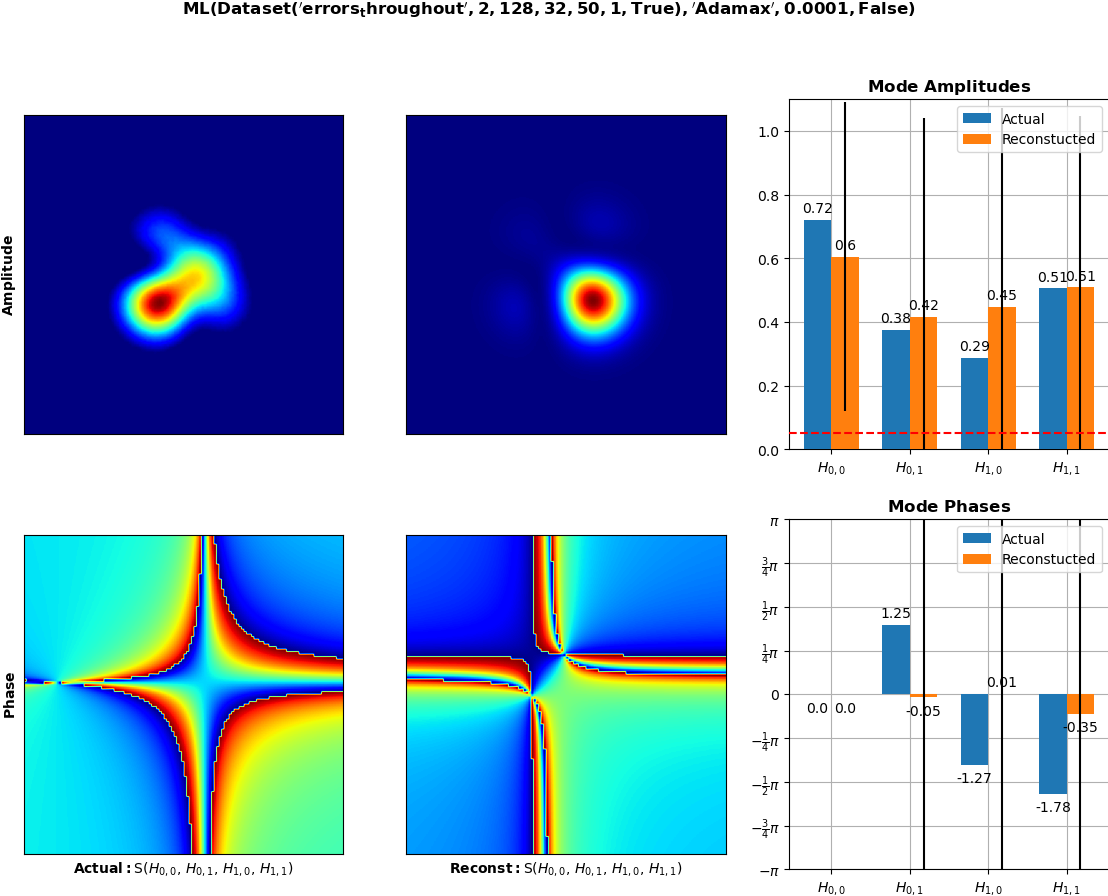 ML(Dataset('errors_throughout', 2, 128, 32, 50, 1, True), 'Adamax', 0.0001, False)
Amplitude
Mode Amplitudes
Actual
Reconstucted
1.0
0.8
0.6
0.4
0.2
0.0
0.72
0.6
0.38
0.42
0.29
0.45
0.51
0.51
H0,0
H0,1
H1,0
H1,1
Phase
Actual: S(H0,0, H0,1, H1,0, H1,1)
Reconst: S(H0,0, H0,1, H1,0, H1,1)
Mode Phases
Actual
Reconstucted
π
3/4π
1/2π
1/4π
0
−1/4π
−1/2π
−3/4π
−π
0.0
0.0
1.25
-0.05
-1.27
0.01
-1.78
-0.35
H0,0
H0,1
H1,0
H1,1